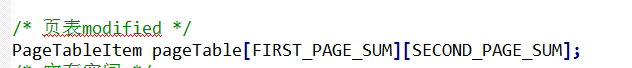 /* 页表modified */
PageTableItem pageTable[FIRST_PAGE_SUM][SECOND_PAGE_SUM];